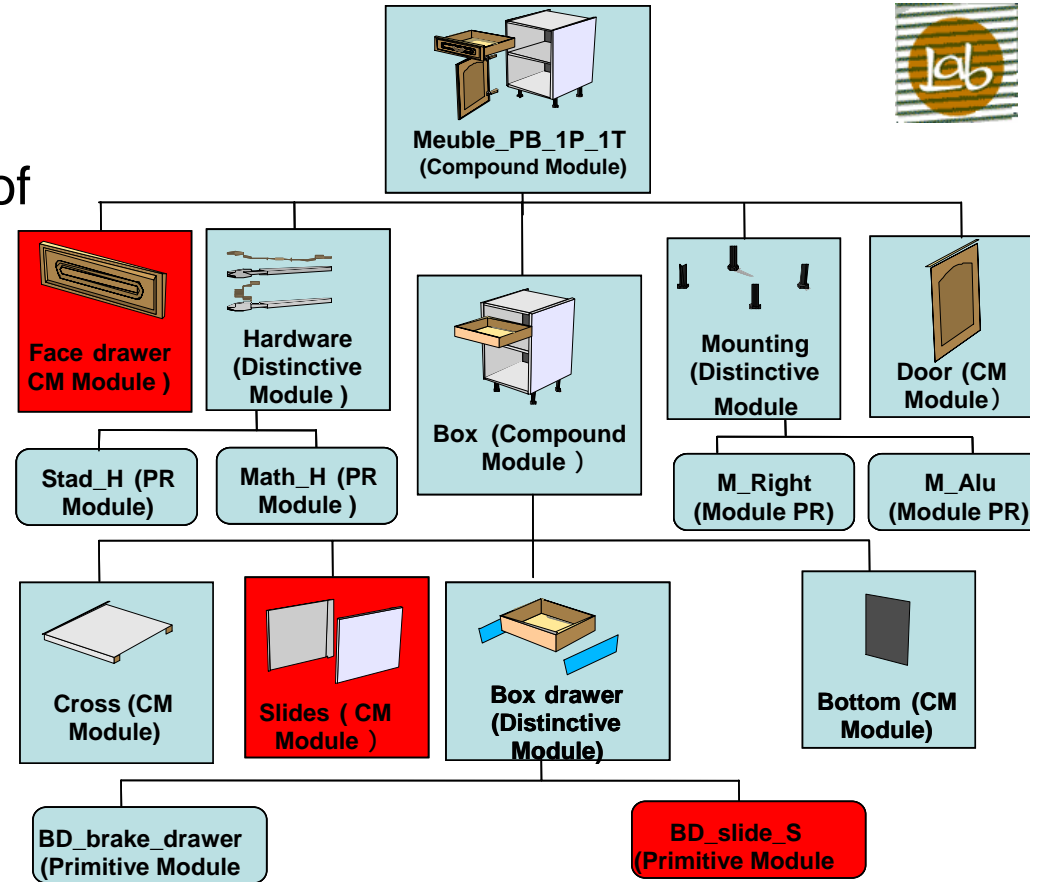 Lab
Meuble_PB_1P_1T
(Compound Module)
of
Face drawer
CM Module )
Hardware
(Distinctive
Module )
Box (Compound
Module )
Mounting
(Distinctive
Module
Door (CM
Module)
Stad_H (PR
Module)
Math_H (PR
Module )
M_Right
(Module PR)
M_Alu
(Module PR)
Cross (CM
Module)
Slides ( CM
Module )
Box drawer
(Distinctive
Module)
Bottom (CM
Module)
BD_brake_drawer
(Primitive Module
BD_slide_S
(Primitive Module